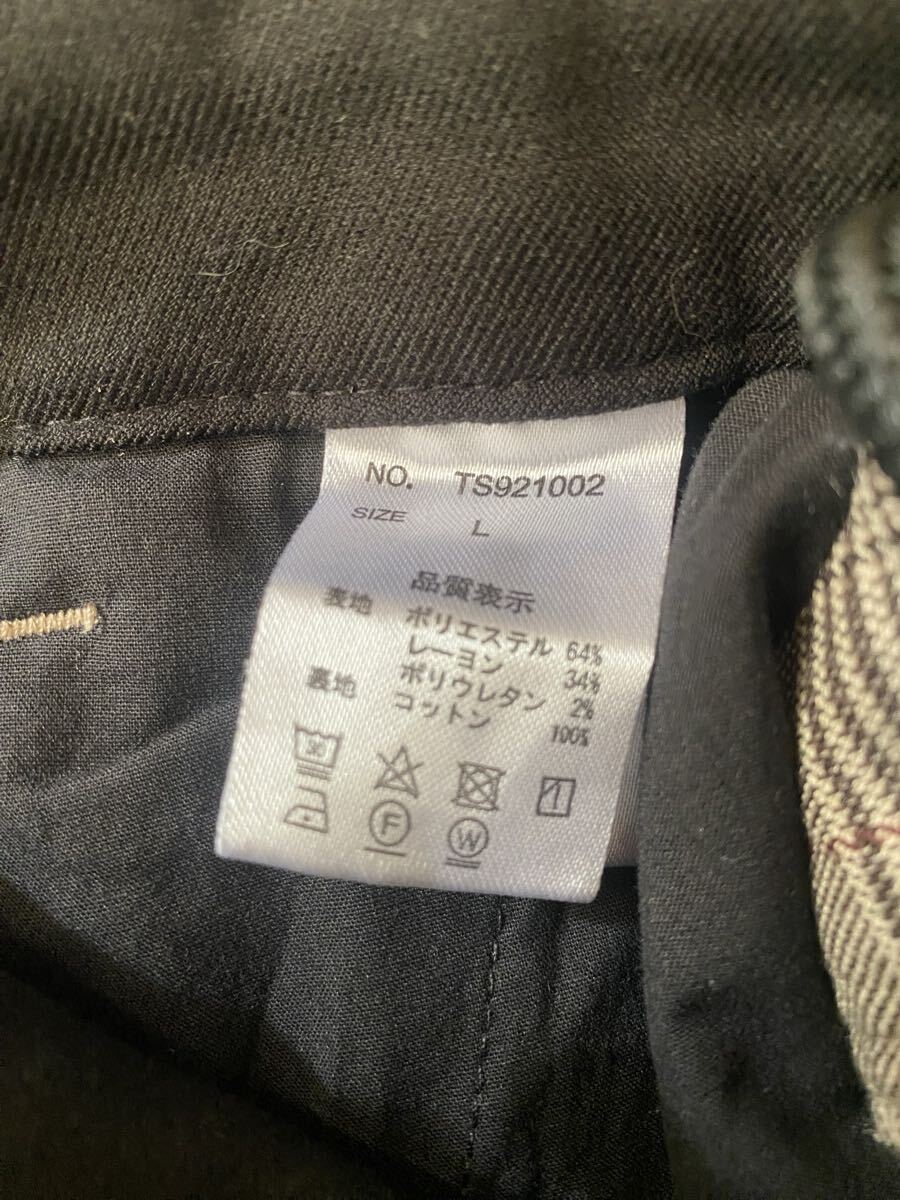 NO. TS921002
SIZE L
品質表示
表地 ポリエステル 64%
レーヨン 34%
ポリウレタン 2%
裏地 コットン 100%
F
W